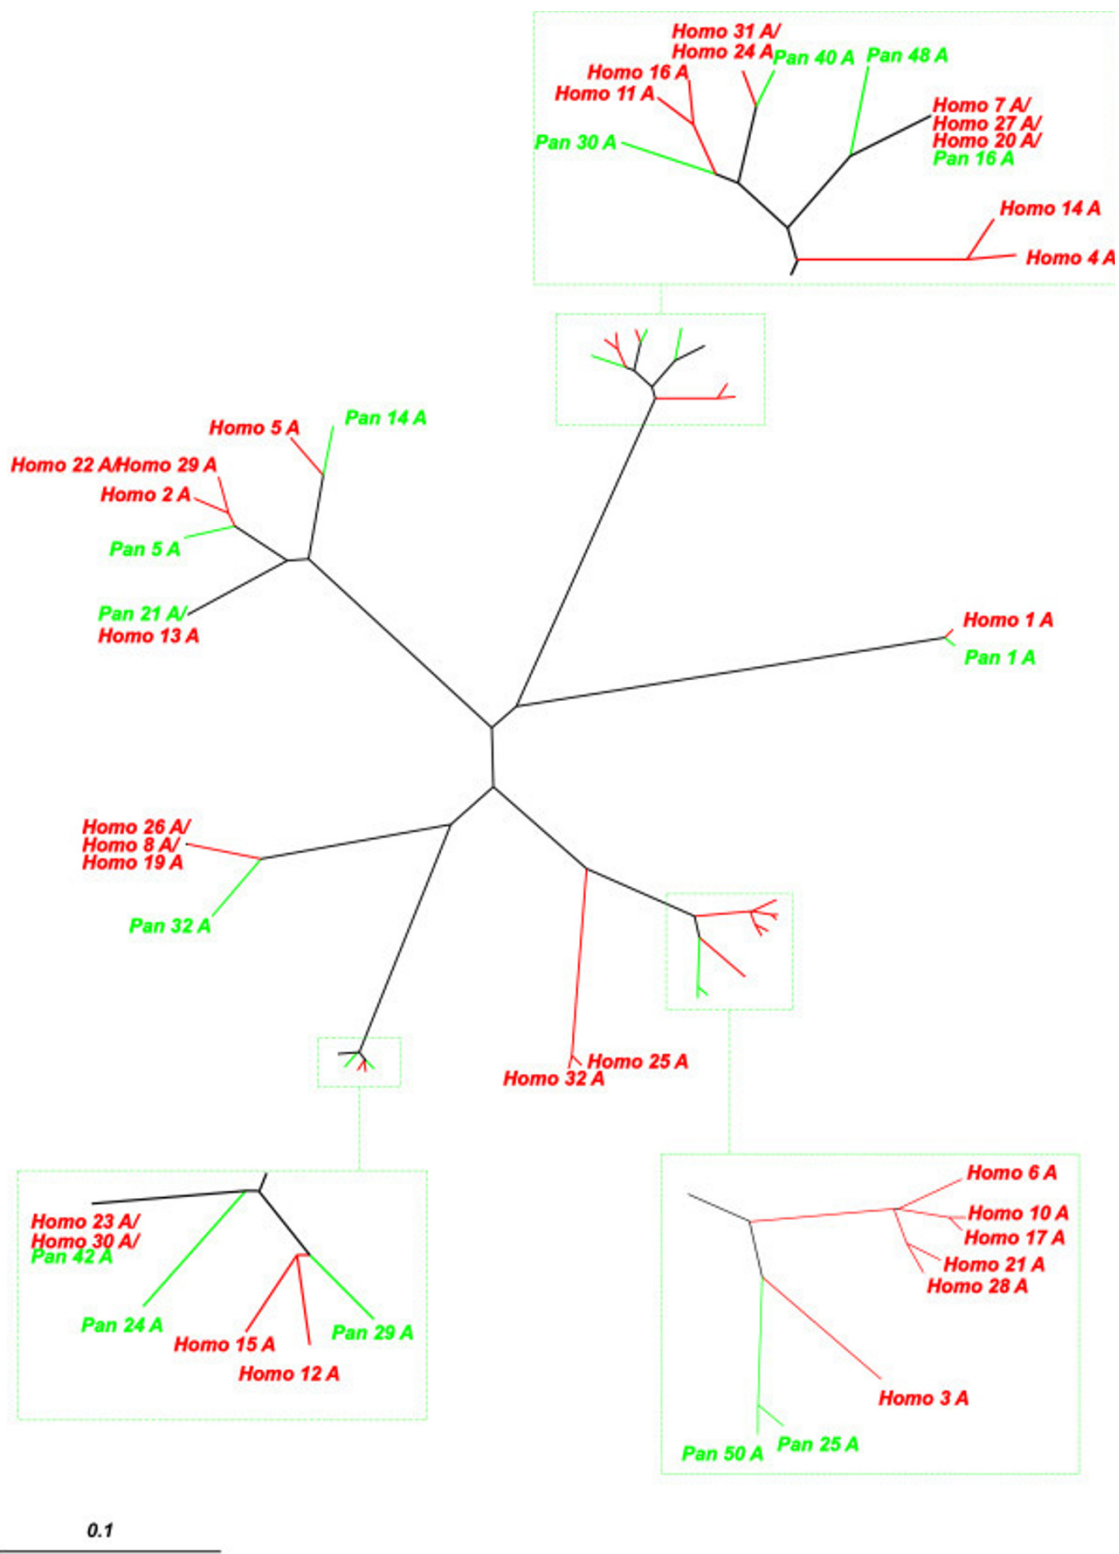 Homo 31 A/
Homo 24 A
Pan 40 A
Pan 48 A
Homo 16 A
Homo 11 A
Homo 7 A/
Homo 27 A/
Homo 20 A/
Pan 16 A
Pan 30 A
Homo 14 A
Homo 4 A
Pan 14 A
Homo 5 A
Homo 22 A/Homo 29 A
Homo 2 A
Pan 5 A
Pan 21 A/
Homo 13 A
Homo 1 A
Pan 1 A
Homo 26 A/
Homo 8 A/
Homo 19 A
Pan 32 A
Homo 25 A
Homo 32 A
Homo 23 A/
Homo 30 A/
Pan 42 A
Pan 24 A
Homo 15 A
Pan 29 A
Homo 12 A
Homo 6 A
Homo 10 A
Homo 17 A
Homo 21 A
Homo 28 A
Homo 3 A
Pan 25 A
Pan 50 A
0.1